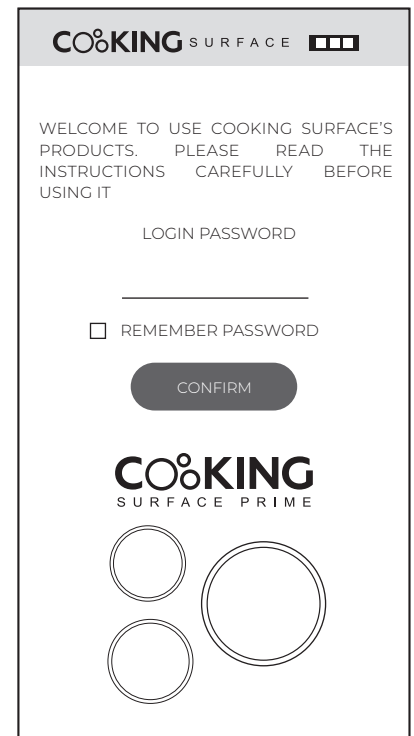 COOKING SURFACE
WELCOME TO USE COOKING SURFACE'S
PRODUCTS. PLEASE READ THE
INSTRUCTIONS CAREFULLY BEFORE
USING IT
LOGIN PASSWORD
REMEMBER PASSWORD
CONFIRM
COOKING
SURFACE PRIME